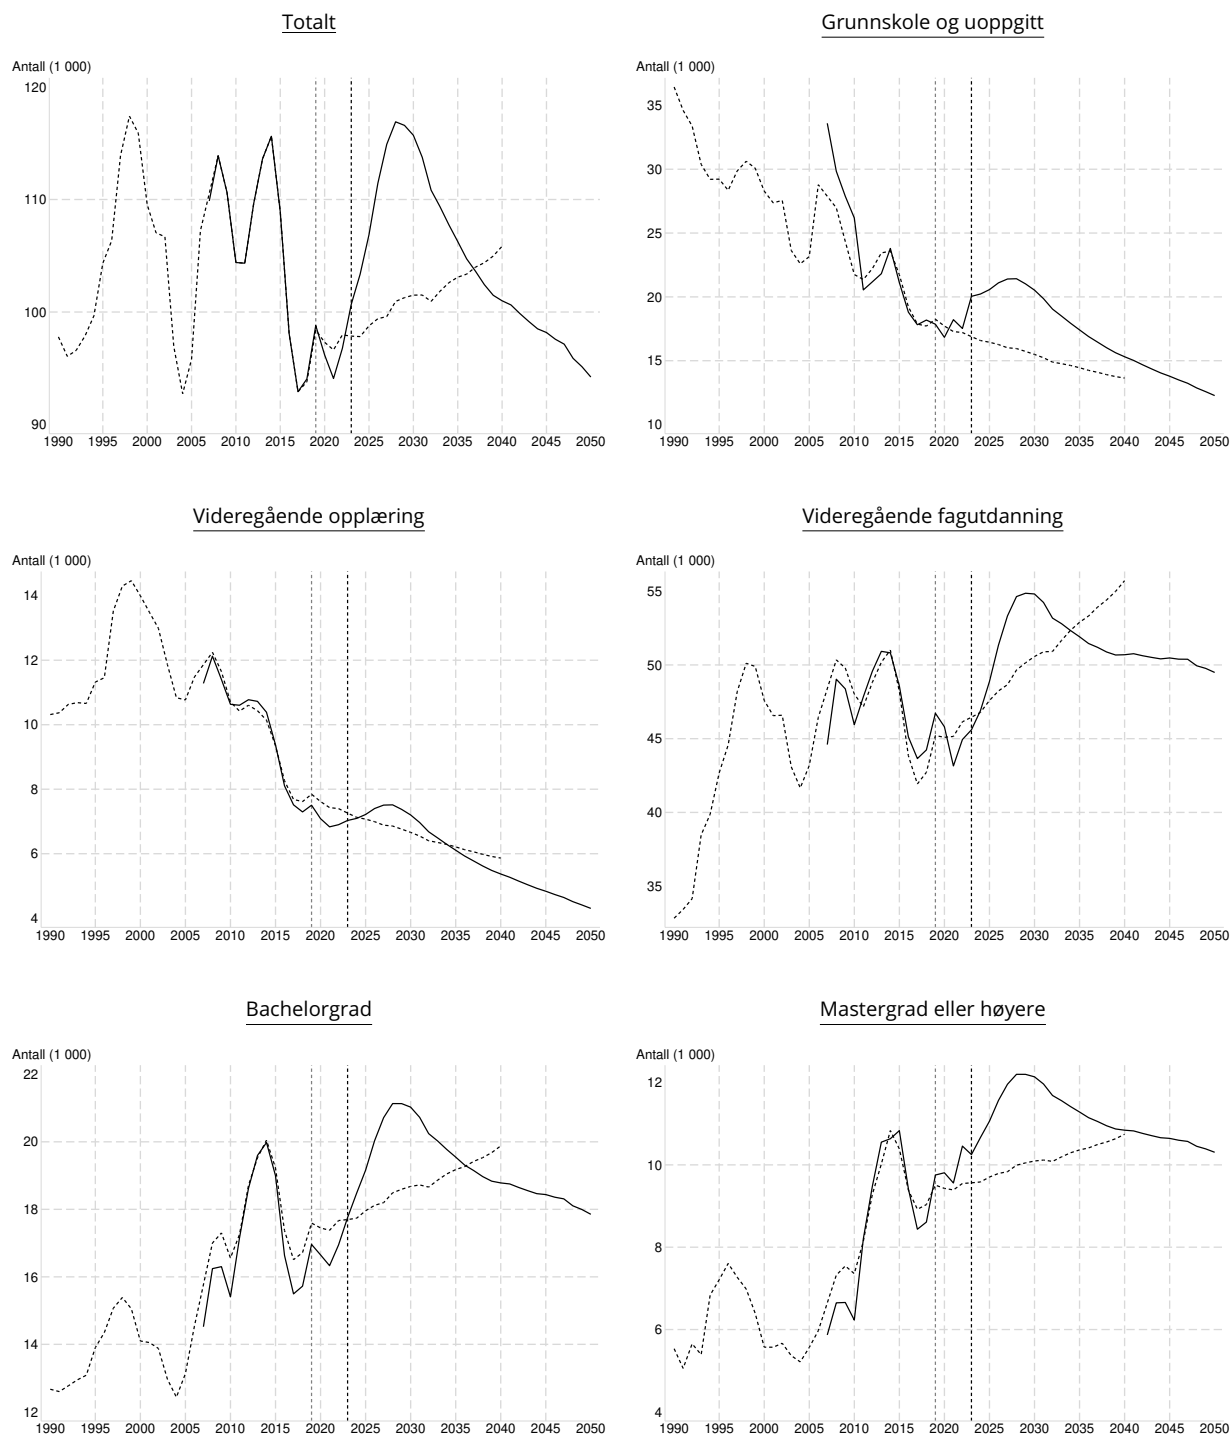 Totalt
Antall (1 000)
120
110
100
90
1990 1995 2000 2005 2010 2015 2020 2025 2030 2035 2040 2045 2050
Grunnskole og uoppgitt
Antall (1 000)
35
30
25
20
15
10
1990 1995 2000 2005 2010 2015 2020 2025 2030 2035 2040 2045 2050
Videregående opplæring
Antall (1 000)
14
12
10
8
6
4
1990 1995 2000 2005 2010 2015 2020 2025 2030 2035 2040 2045 2050
Videregående fagutdanning
Antall (1 000)
55
50
45
40
35
1990 1995 2000 2005 2010 2015 2020 2025 2030 2035 2040 2045 2050
Bachelorgrad
Antall (1 000)
22
20
18
16
14
12
1990 1995 2000 2005 2010 2015 2020 2025 2030 2035 2040 2045 2050
Mastergrad eller høyere
Antall (1 000)
12
10
8
6
4
1990 1995 2000 2005 2010 2015 2020 2025 2030 2035 2040 2045 2050